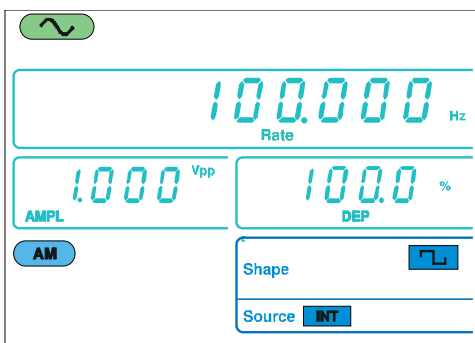 100.000 Hz
Rate
1.000 Vpp
AMPL
100.0 %
DEP
AM
Shape
Source INT